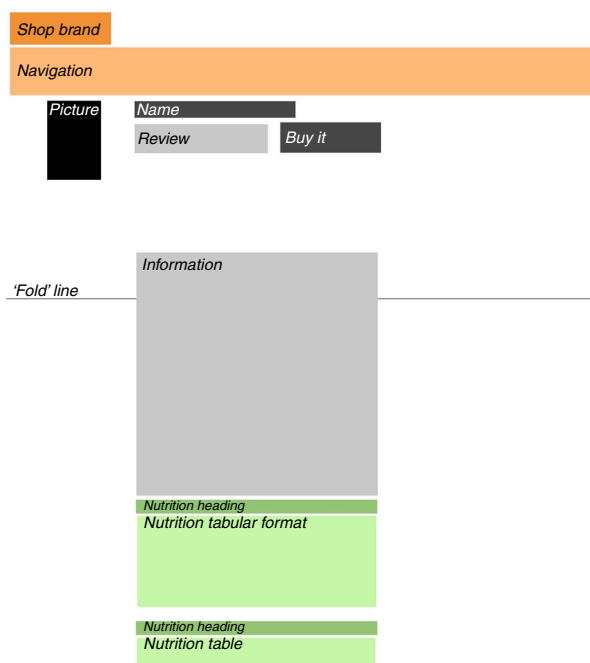 Shop brand
Navigation
Picture
Name
Review
Buy it
Information
‘Fold’ line
Nutrition heading
Nutrition tabular format
Nutrition heading
Nutrition table